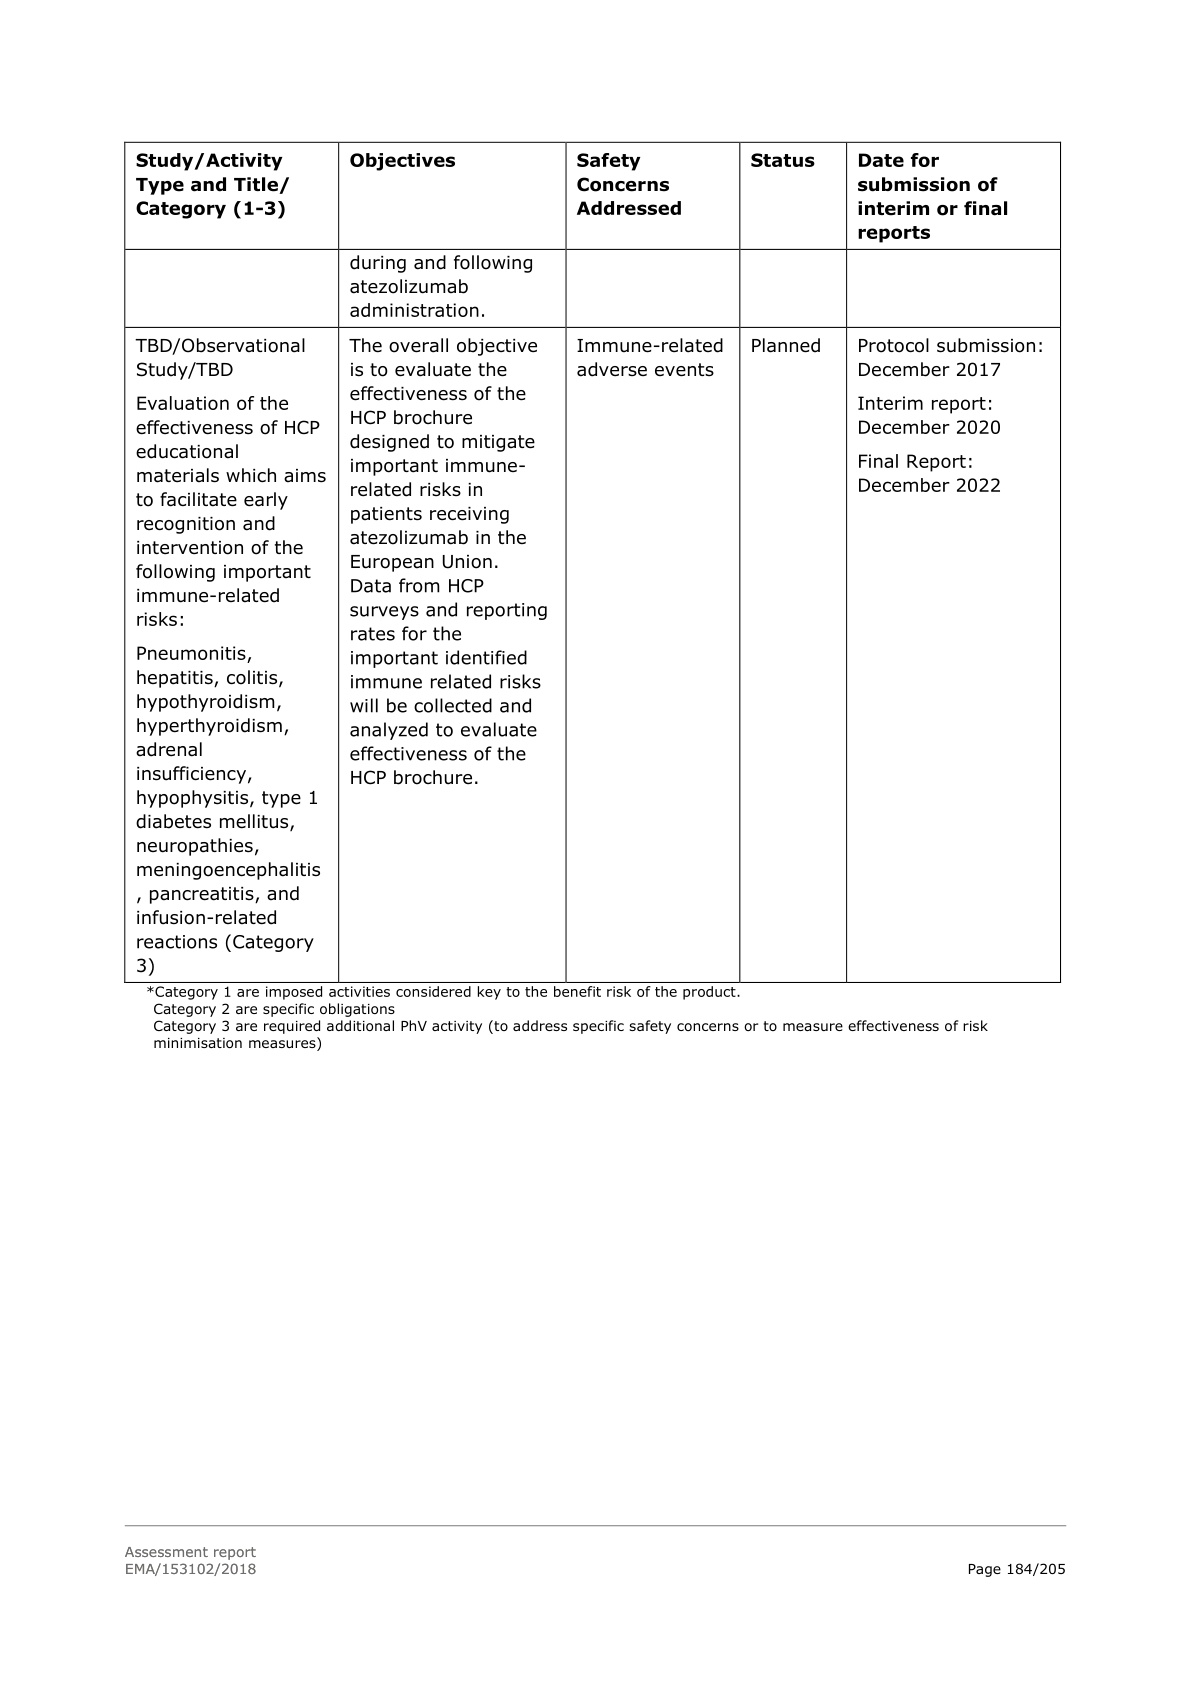 Study/Activity
Type and Title/
Category (1-3)
Objectives
Safety
Concerns
Addressed
Status
Date for
submission of
interim or final
reports
during and following
atezolizumab
administration.
TBD/Observational
Study/TBD
Evaluation of the
effectiveness of HCP
educational
materials which aims
to facilitate early
recognition and
intervention of the
following important
immune-related
risks:
Pneumonitis,
hepatitis, colitis,
hypothyroidism,
hyperthyroidism,
adrenal
insufficiency,
hypophysitis, type 1
diabetes mellitus,
neuropathies,
meningoencephalitis
, pancreatitis, and
infusion-related
reactions (Category
3)
The overall objective
is to evaluate the
effectiveness of the
HCP brochure
designed to mitigate
important immune-
related risks in
patients receiving
atezolizumab in the
European Union.
Data from HCP
surveys and reporting
rates for the
important identified
immune related risks
will be collected and
analyzed to evaluate
effectiveness of the
HCP brochure.
Immune-related
adverse events
Planned
Protocol submission:
December 2017
Interim report:
December 2020
Final Report:
December 2022
*Category 1 are imposed activities considered key to the benefit risk of the product.
Category 2 are specific obligations
Category 3 are required additional PhV activity (to address specific safety concerns or to measure effectiveness of risk
minimisation measures)
Assessment report
EMA/153102/2018
Page 184/205